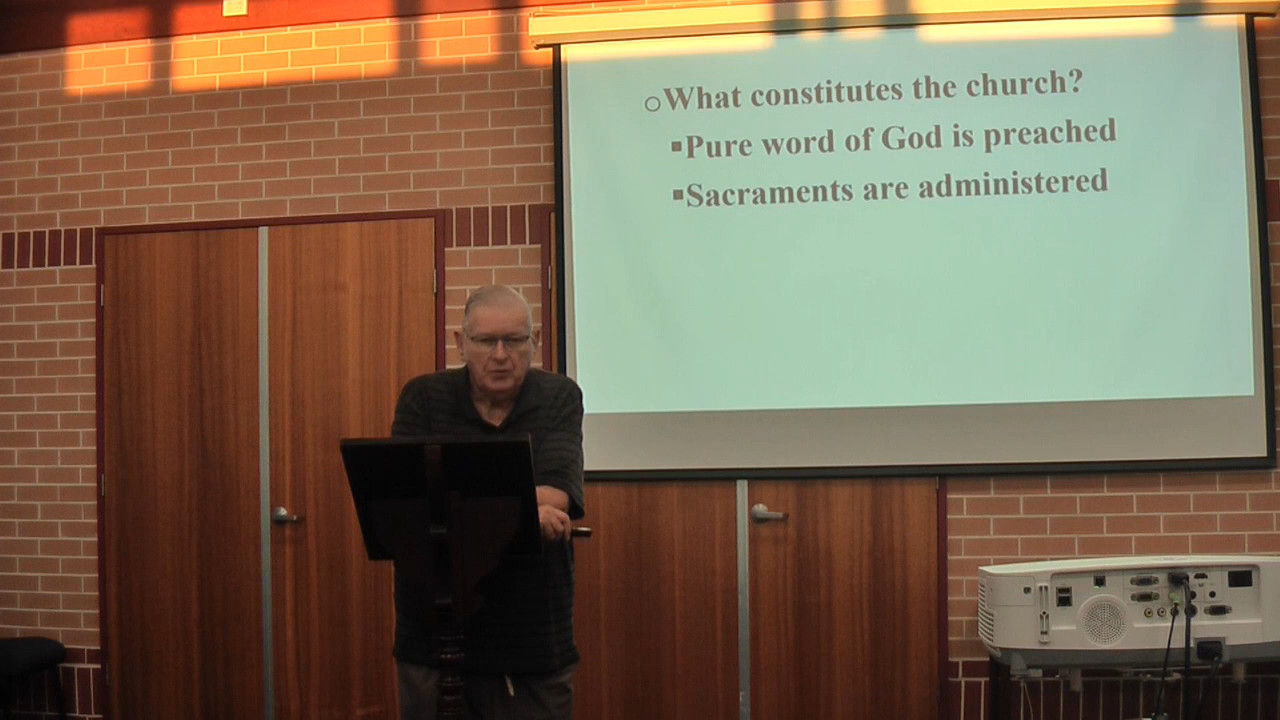 ○What constitutes the church?
▪Pure word of God is preached
▪Sacraments are administered